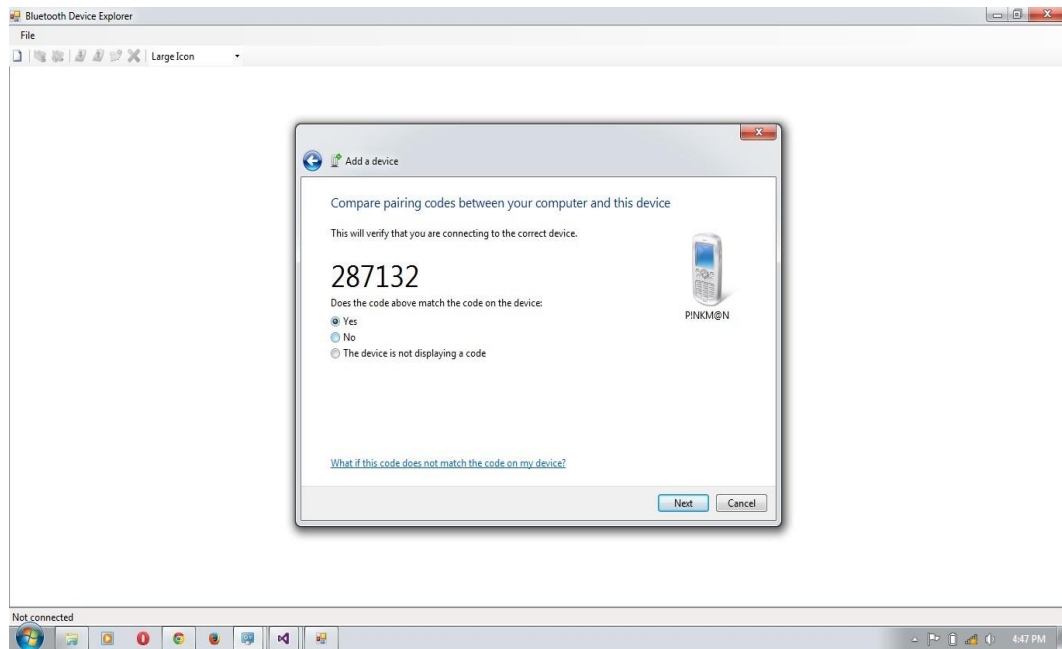 Bluetooth Device Explorer
File
Large Icon
Add a device
Compare pairing codes between your computer and this device
This will verify that you are connecting to the correct device.
287132
Does the code above match the code on the device:
Yes
No
The device is not displaying a code
P!NKM@N
What if this code does not match the code on my device?
Next Cancel
Not connected
4:47 PM